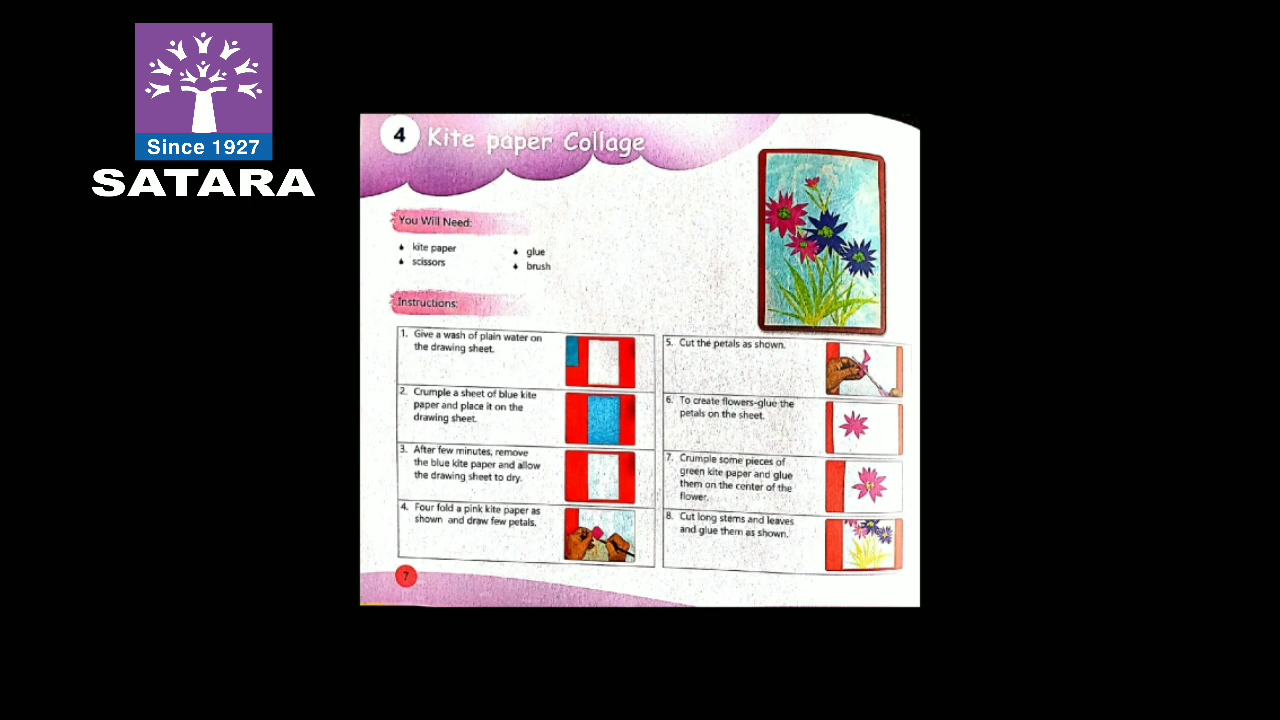 Since 1927
SATARA
4
Kite paper Collage
You Will Need:
kite paper
scissors
glue
brush
Instructions:
1. Give a wash of plain water on
the drawing sheet.
2. Crumple a sheet of blue kite
paper and place it on the
drawing sheet.
3. After few minutes, remove
the blue kite paper and allow
the drawing sheet to dry.
4. Four fold a pink kite paper as
shown and draw few petals.
5. Cut the petals as shown.
6. To create flowers-glue the
petals on the sheet.
7. Crumple some pieces of
green kite paper and glue
them on the center of the
flower.
8. Cut long stems and leaves
and glue them as shown.
7